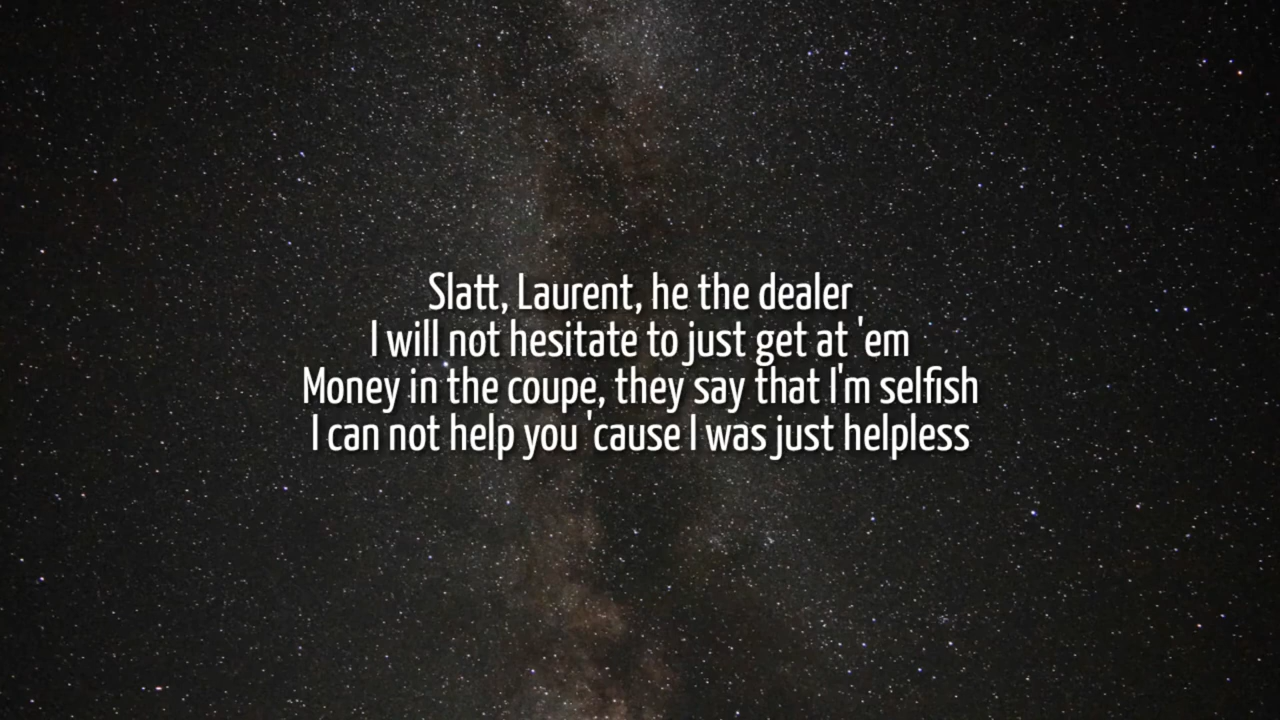 Slatt, Laurent, he the dealer
I will not hesitate to just get at 'em
Money in the coupe, they say that I'm selfish
I can not help you 'cause I was just helpless